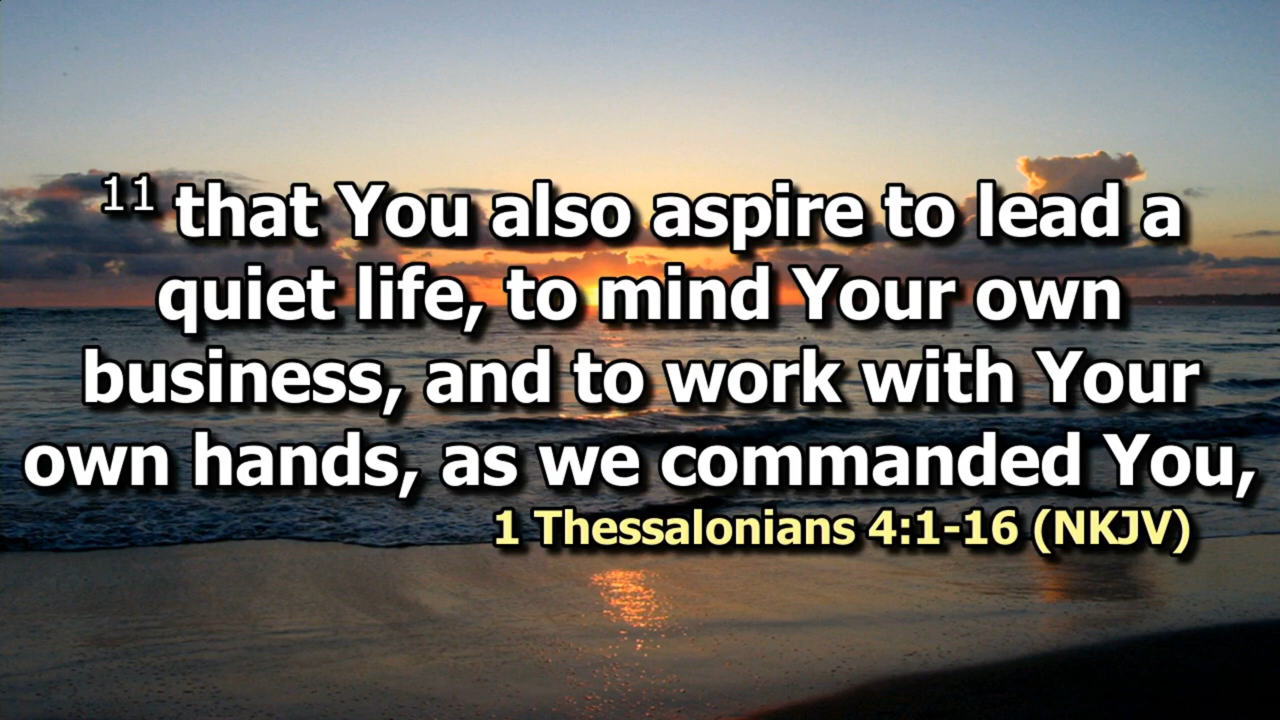 11 that You also aspire to lead a
quiet life, to mind Your own
business, and to work with Your
own hands, as we commanded You,
1 Thessalonians 4:1-16 (NKJV)